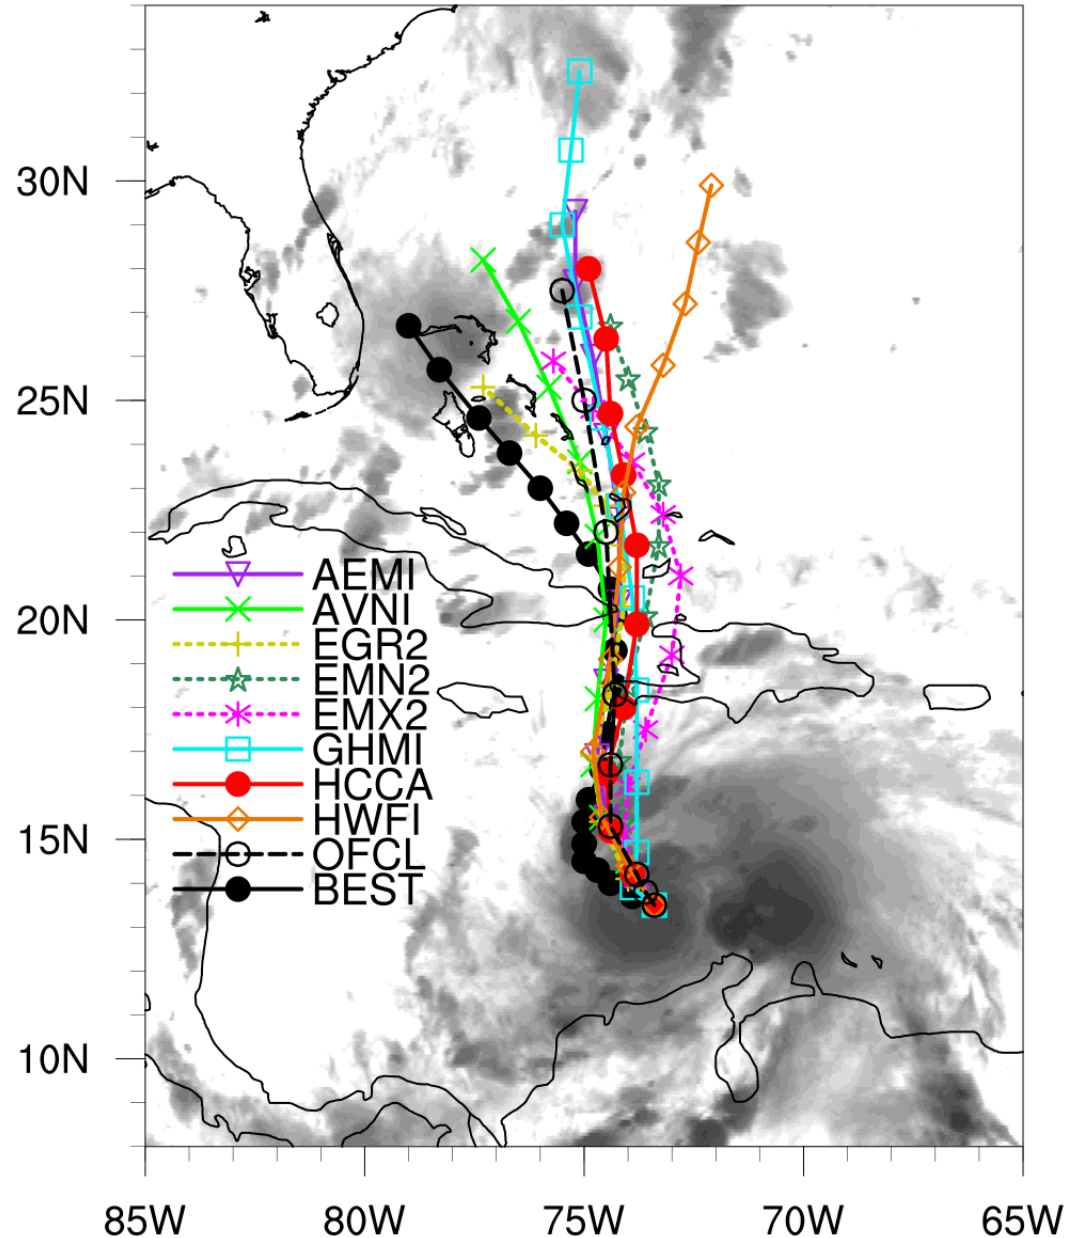 30N
25N
20N
15N
10N
AEMI
AVNI
EGR2
EMN2
EMX2
GHMI
HCCA
HWFI
OFCL
BEST
85W 80W 75W 70W 65W